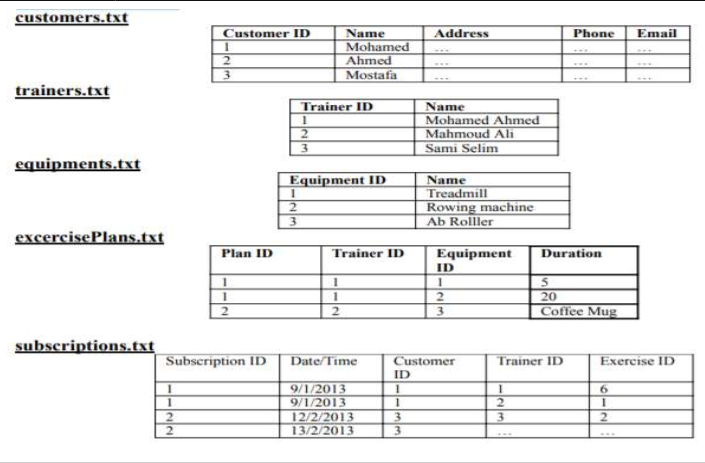 customers.txt
Customer ID Name Address Phone Email
1 Mohamed ... ... ...
2 Ahmed ... ... ...
3 Mostafa ... ... ...
trainers.txt
Trainer ID Name
1 Mohamed Ahmed
2 Mahmoud Ali
3 Sami Selim
equipments.txt
Equipment ID Name
1 Treadmill
2 Rowing machine
3 Ab Rolller
excercisePlans.txt
Plan ID Trainer ID Equipment Duration
ID
1 1 1 5
1 1 2 20
2 2 3 Coffee Mug
subscriptions.txt
Subscription ID Date/Time Customer Trainer ID Exercise ID
ID
1 9/1/2013 1 1 6
1 9/1/2013 1 2 1
2 12/2/2013 3 3 2
2 13/2/2013 3 ... ...